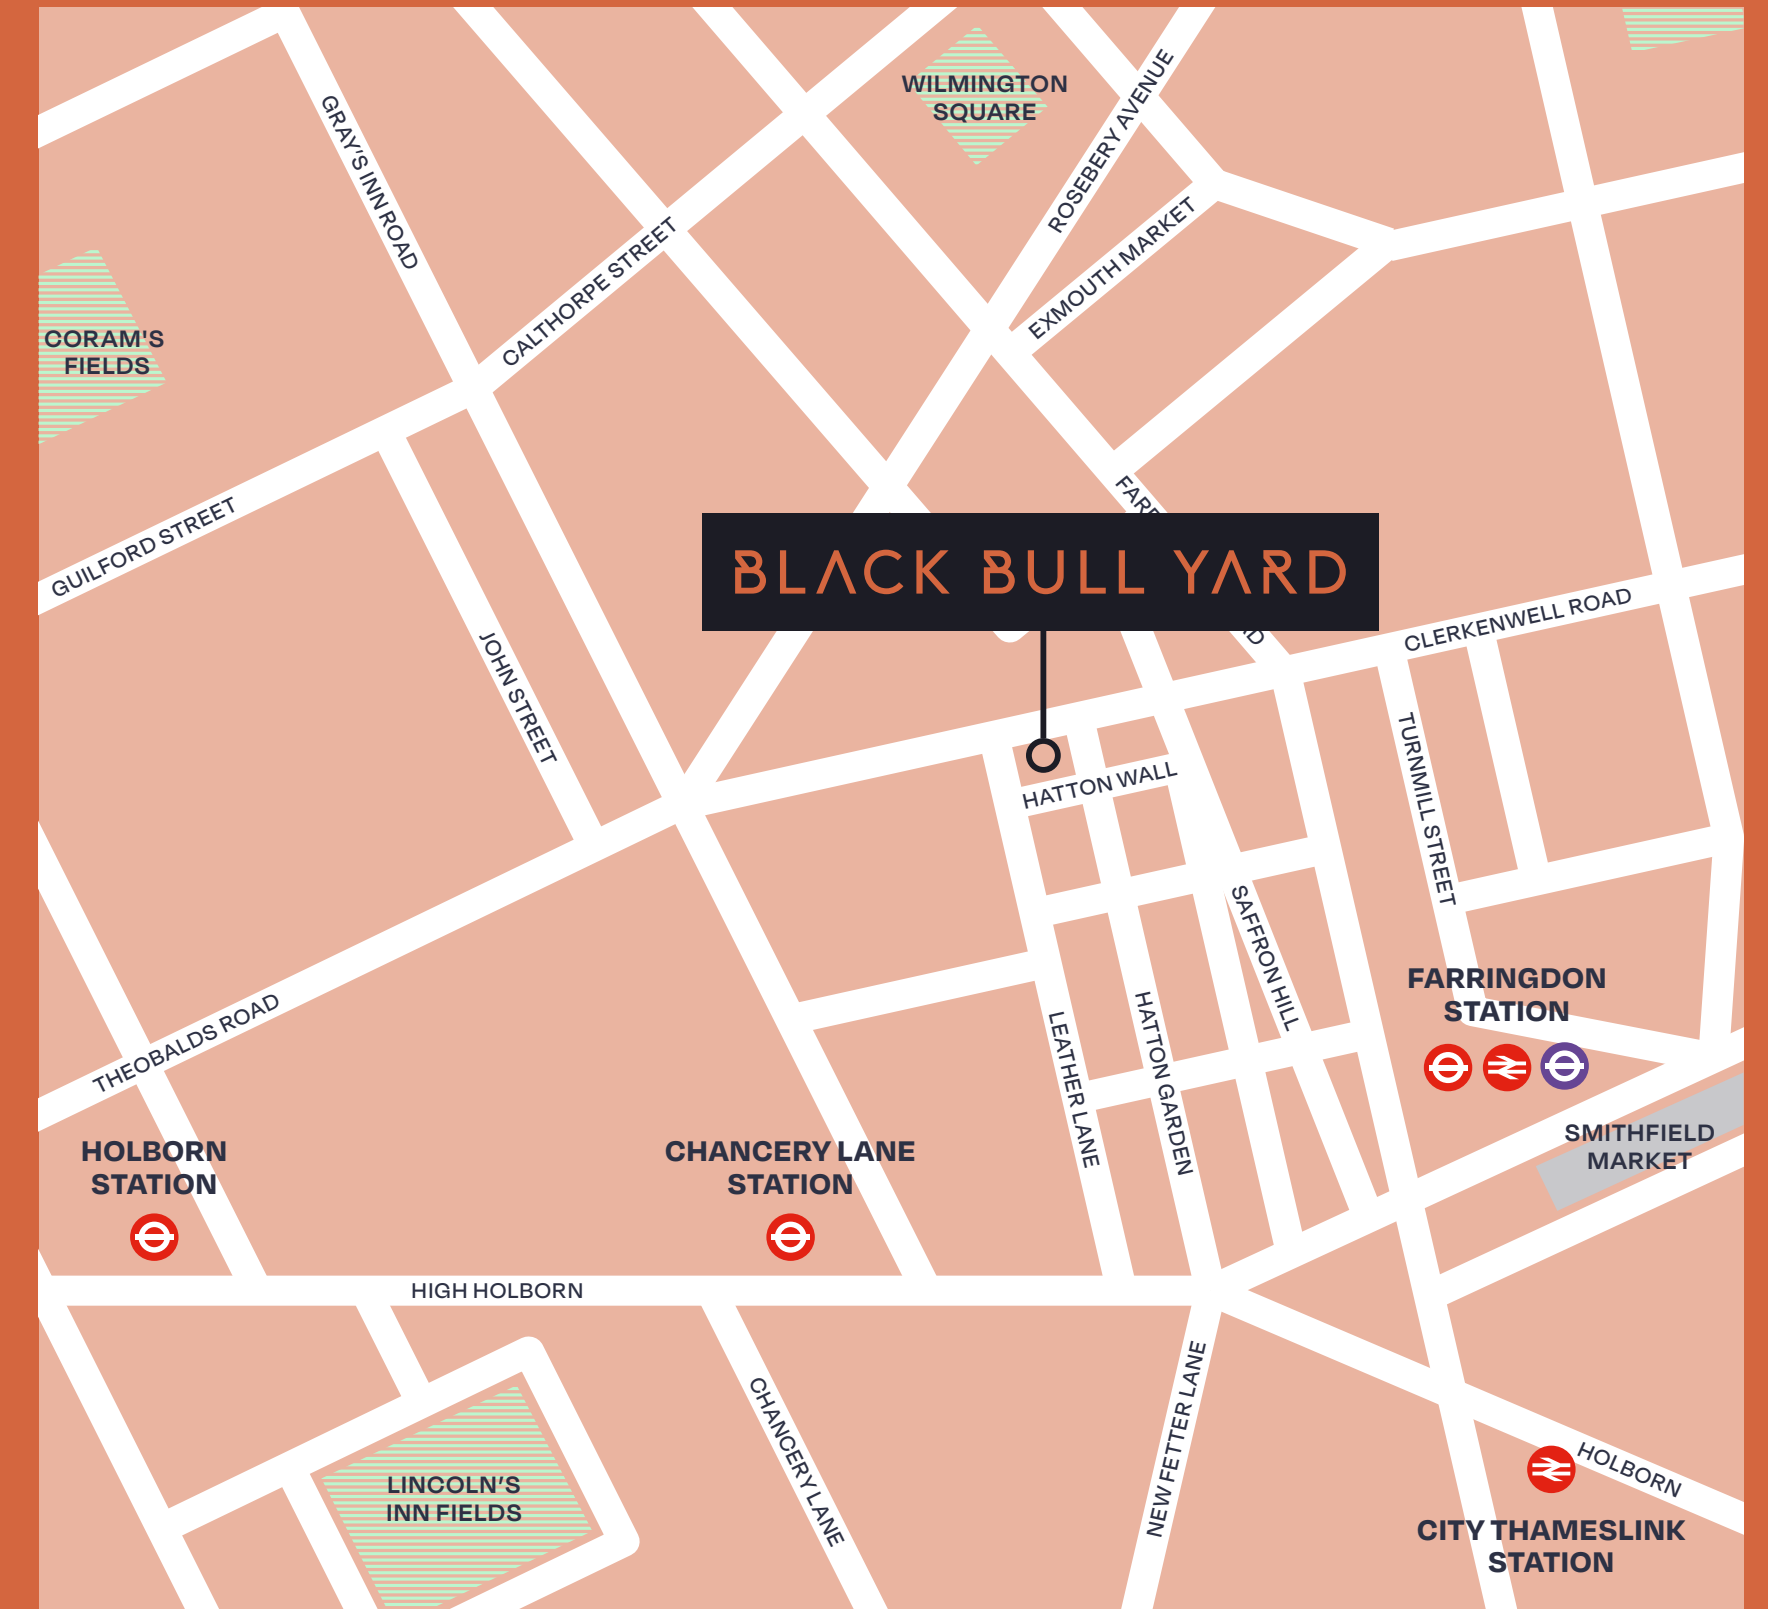 WILMINGTON
SQUARE
GRAY'S INN ROAD
ROSEBERY AVENUE
EXMOUTH MARKET
CALTHORPE STREET
CORAM'S
FIELDS
GUILFORD STREET
BLACK BULL YARD
CLERKENWELL ROAD
JOHN STREET
HATTON WALL
TURNMILL STREET
SAFFRON HILL
FARRINGDON
STATION
THEOBALDS ROAD
LEATHER LANE
HATTON GARDEN
HOLBORN
STATION
CHANCERY LANE
STATION
SMITHFIELD
MARKET
HIGH HOLBORN
CHANCERY LANE
NEW FETTER LANE
LINCOLN'S
INN FIELDS
HOLBORN
CITY THAMESLINK
STATION